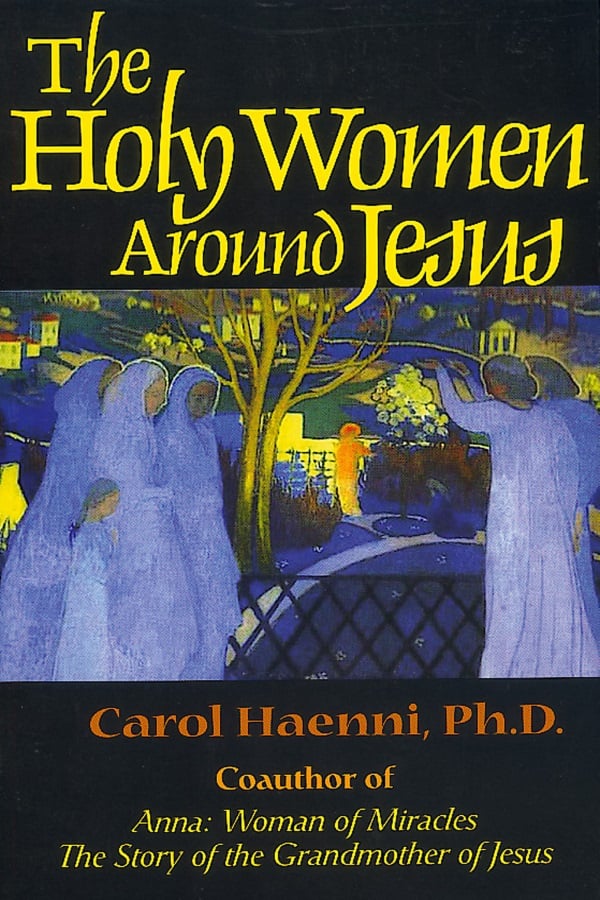 The
Holy Women
Around Jesus
Carol Haenni, Ph.D.
Coauthor of
Anna: Woman of Miracles
The Story of the Grandmother of Jesus